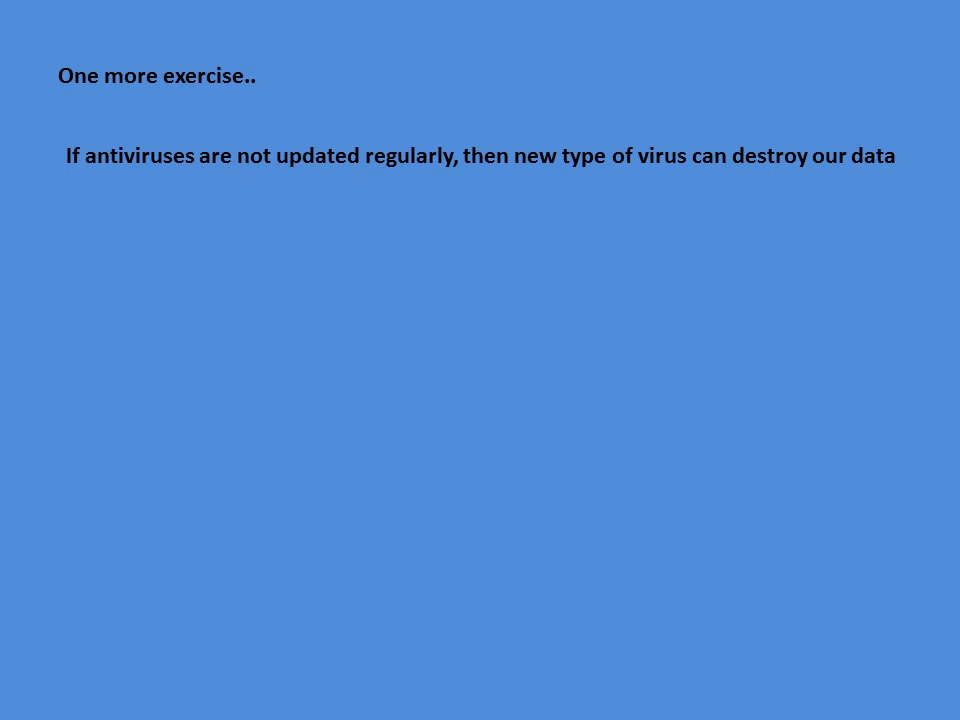 One more exercise..
If antiviruses are not updated regularly, then new type of virus can destroy our data